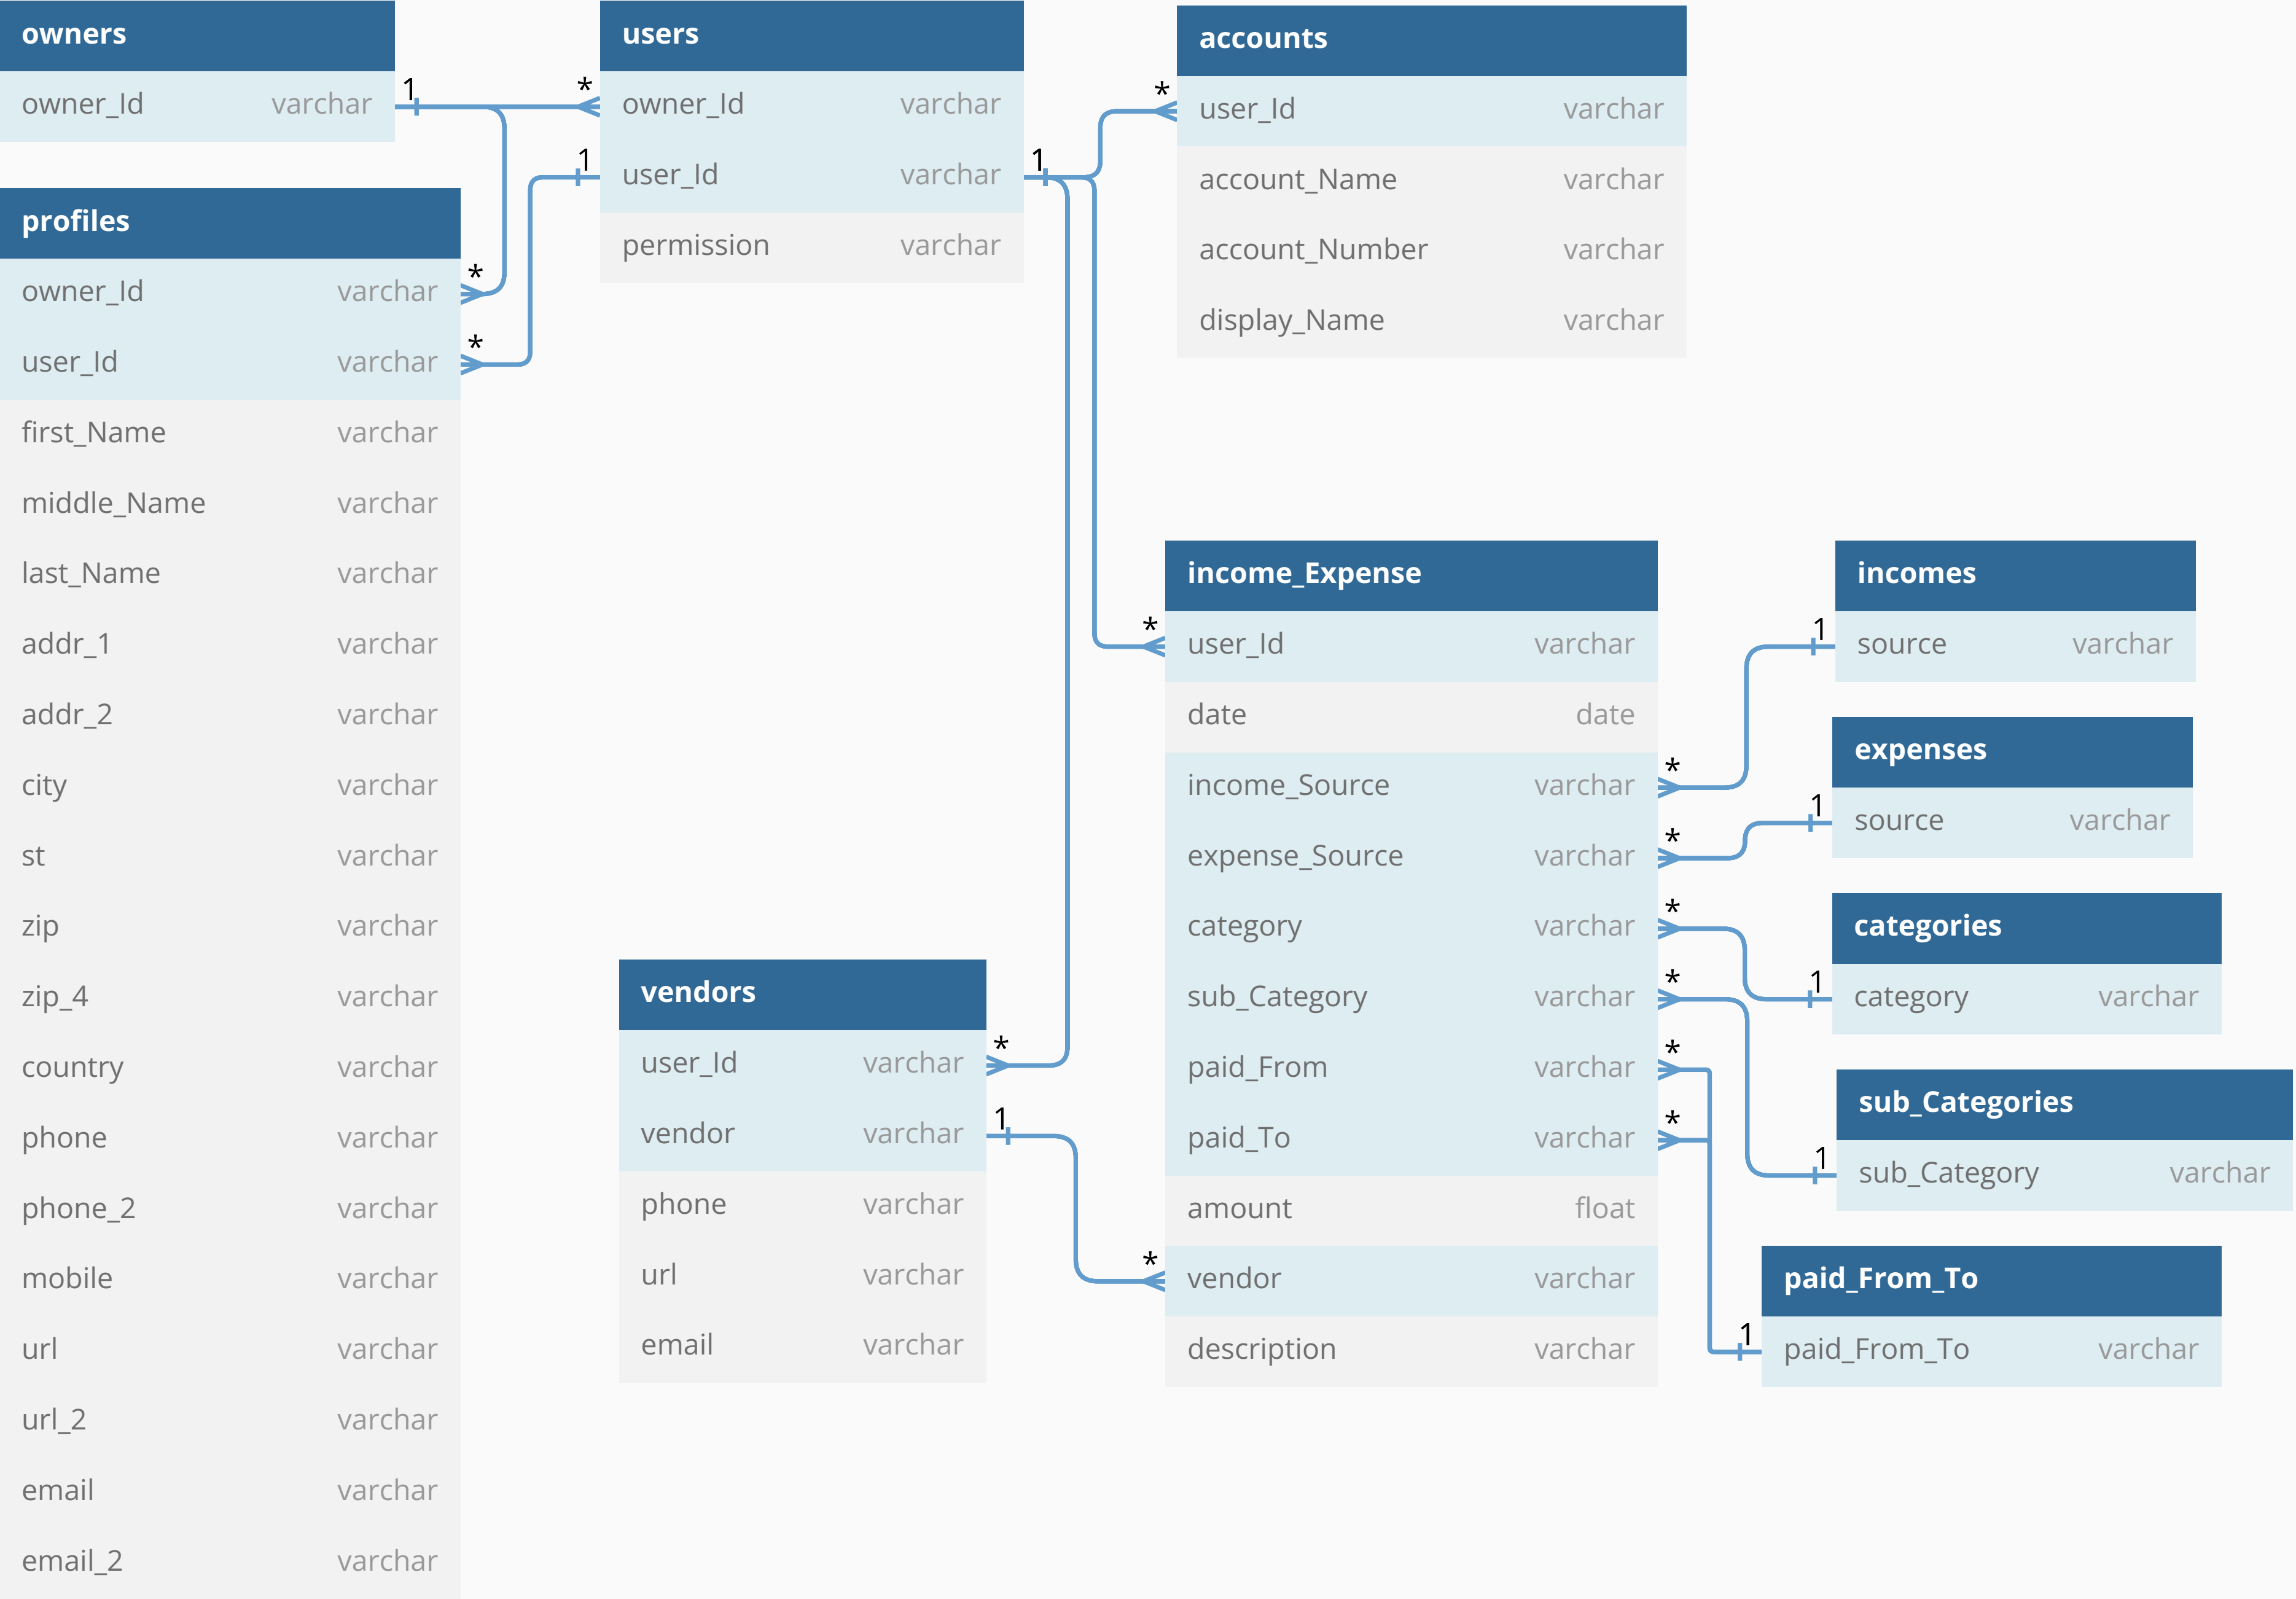 owners
owner_Id varchar
1 *
users
owner_Id varchar
1
user_Id varchar
1
permission varchar
accounts
*
user_Id varchar
account_Name varchar
account_Number varchar
display_Name varchar
profiles
owner_Id varchar *
user_Id varchar *
first_Name varchar
middle_Name varchar
last_Name varchar
addr_1 varchar
addr_2 varchar
city varchar
st varchar
zip varchar
zip_4 varchar
country varchar
phone varchar
phone_2 varchar
mobile varchar
url varchar
url_2 varchar
email varchar
email_2 varchar
vendors
user_Id varchar *
vendor varchar 1
phone varchar
url varchar
email varchar
income_Expense
* user_Id varchar
date date
income_Source varchar *
expense_Source varchar *
category varchar *
sub_Category varchar *
paid_From varchar *
paid_To varchar *
amount float
* vendor varchar
description varchar
incomes
1 source varchar
expenses
1 source varchar
categories
1 category varchar
sub_Categories
1 sub_Category varchar
paid_From_To
1 paid_From_To varchar